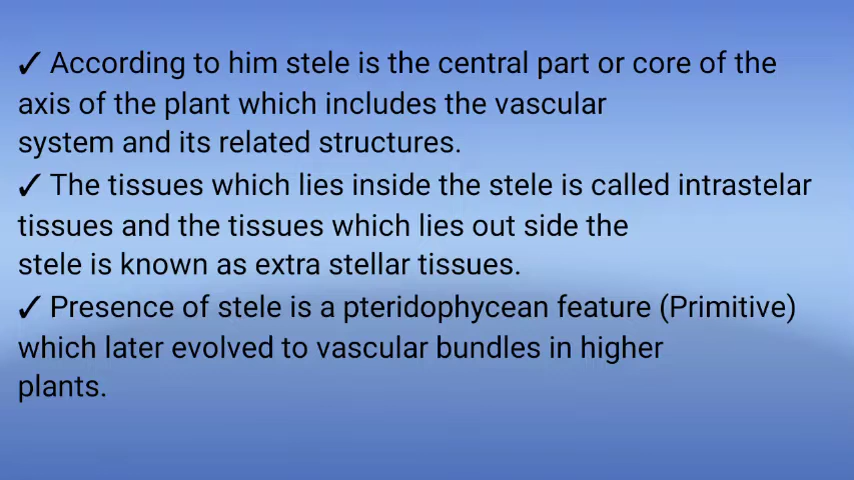 ✓ According to him stele is the central part or core of the
axis of the plant which includes the vascular
system and its related structures.
✓ The tissues which lies inside the stele is called intrastelar
tissues and the tissues which lies out side the
stele is known as extra stellar tissues.
✓ Presence of stele is a pteridophycean feature (Primitive)
which later evolved to vascular bundles in higher
plants.